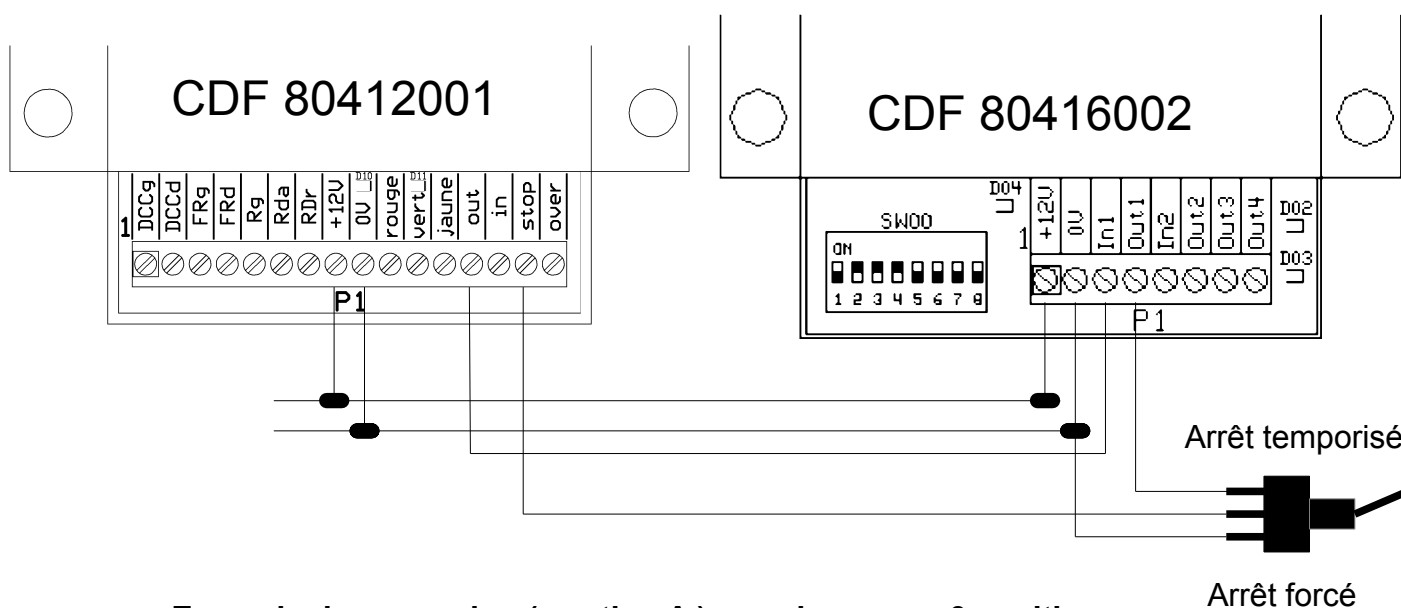 CDF 80412001
CDF 80416002
1 DCCg DCCd FRg FRd Rg Rda RDr +12V 0V D10 rouge vert D11 jaune out in stop over
P1
D04
SW00
ON
1 2 3 4 5 6 7 8
1 +12V 0V In1 Out1 In2 Out2 Out3 Out4
D02
D03
P1
Arrêt temporisé
Arrêt forcé